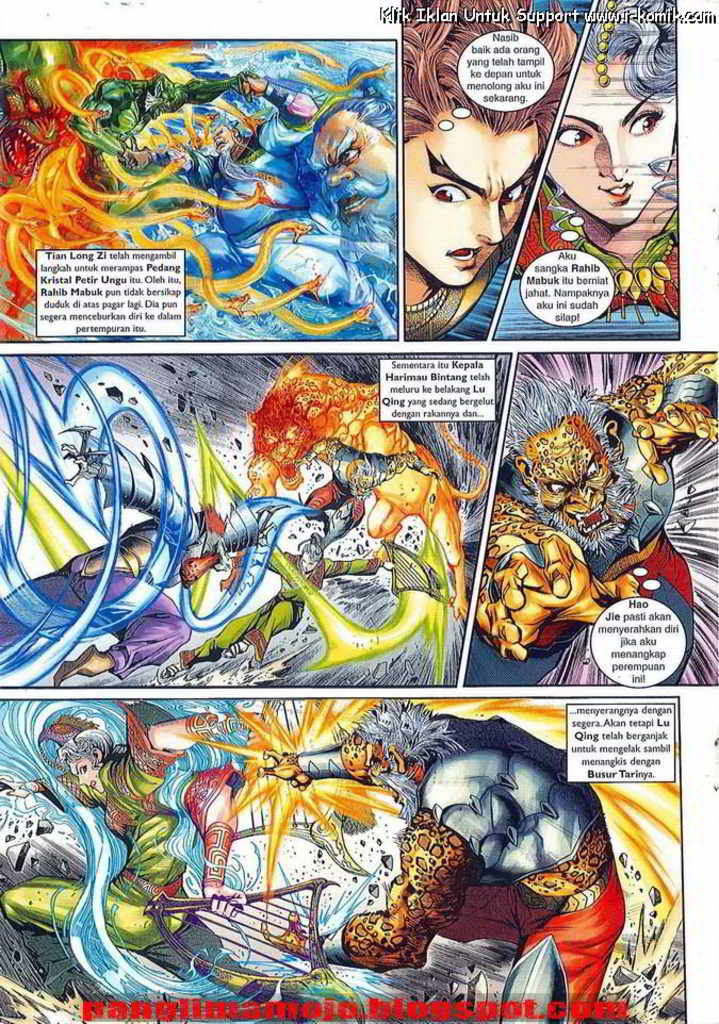 Klik Iklan Untuk Support www.i-komik.com
Nasib
baik ada orang
yang telah tampil
ke depan untuk
menolong aku ini
sekarang.
Aku
sangka Rahib
Mabuk itu berniat
jahat. Nampaknya
aku ini sudah
silap!
Tian Long Zi telah mengambil
langkah untuk merampas Pedang
Kristal Petir Ungu itu. Oleh itu,
Rahib Mabuk pun tidak bersikap
duduk di atas pagar lagi. Dia pun
segera menceburkan diri ke dalam
pertempuran itu.
Sementara itu Kepala
Harimau Bintang telah
meluru ke belakang Lu
Qing yang sedang bergelut
dengan rakannya dan...
Hao
Jie pasti akan
menyerahkan diri
jika aku
menangkap
perempuan
ini!
...menyerangnya dengan
segera. Akan tetapi Lu
Qing telah berganjak
untuk mengelak sambil
menangkis dengan
Busur Tarinya.
panglimamojo.blogspot.com